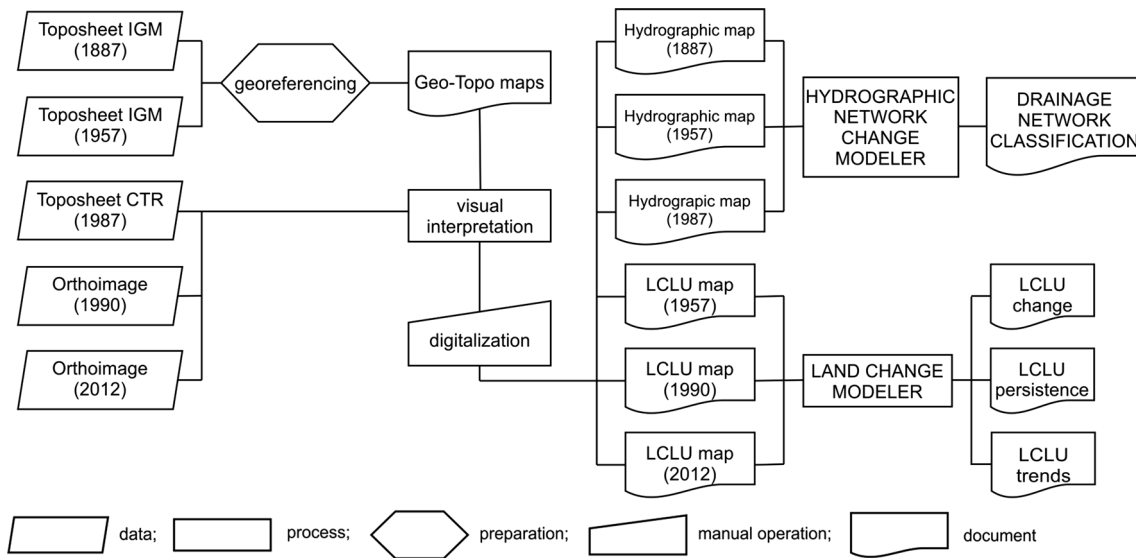 Toposheet IGM
(1887)
Toposheet IGM
(1957)
Toposheet CTR
(1987)
Orthoimage
(1990)
Orthoimage
(2012)
georeferencing
Geo-Topo maps
visual
interpretation
digitalization
Hydrographic map
(1887)
Hydrographic map
(1957)
Hydrograpic map
(1987)
LCLU map
(1957)
LCLU map
(1990)
LCLU map
(2012)
HYDROGRAPHIC
NETWORK
CHANGE
MODELER
DRAINAGE
NETWORK
CLASSIFICATION
LAND CHANGE
MODELER
LCLU
change
LCLU
persistence
LCLU
trends
data;
process;
preparation;
manual operation;
document